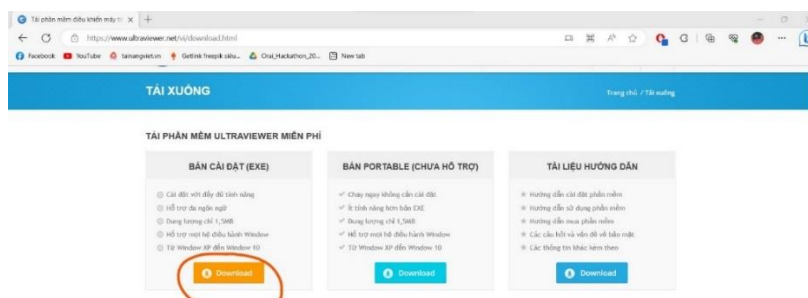 Tải phần mềm điều khiển máy tí
https://www.ultraviewer.net/vi/download.html
Facebook YouTube tainangviet.vn Getlink freepik siêu... Orai_Hackathon_20... New tab
TẢI XUỐNG
Trang chủ / Tải xuống
TẢI PHẦN MỀM ULTRAVIEWER MIỄN PHÍ
BẢN CÀI ĐẶT (EXE)
Cài đặt với đầy đủ tính năng
Hỗ trợ đa ngôn ngữ
Dung lượng chỉ 1,5MB
Hỗ trợ mọi hệ điều hành Window
Từ Window XP đến Window 10
Download
BẢN PORTABLE (CHƯA HỖ TRỢ)
Chạy ngay không cần cài đặt
Ít tính năng hơn bản EXE
Dung lượng chỉ 1,5MB
Hỗ trợ mọi hệ điều hành Window
Từ Window XP đến Window 10
Download
TÀI LIỆU HƯỚNG DẪN
Hướng dẫn cài đặt phần mềm
Hướng dẫn sử dụng phần mềm
Hướng dẫn mua phần mềm
Các câu hỏi và vấn đề về bảo mật
Các thông tin khác kèm theo
Download